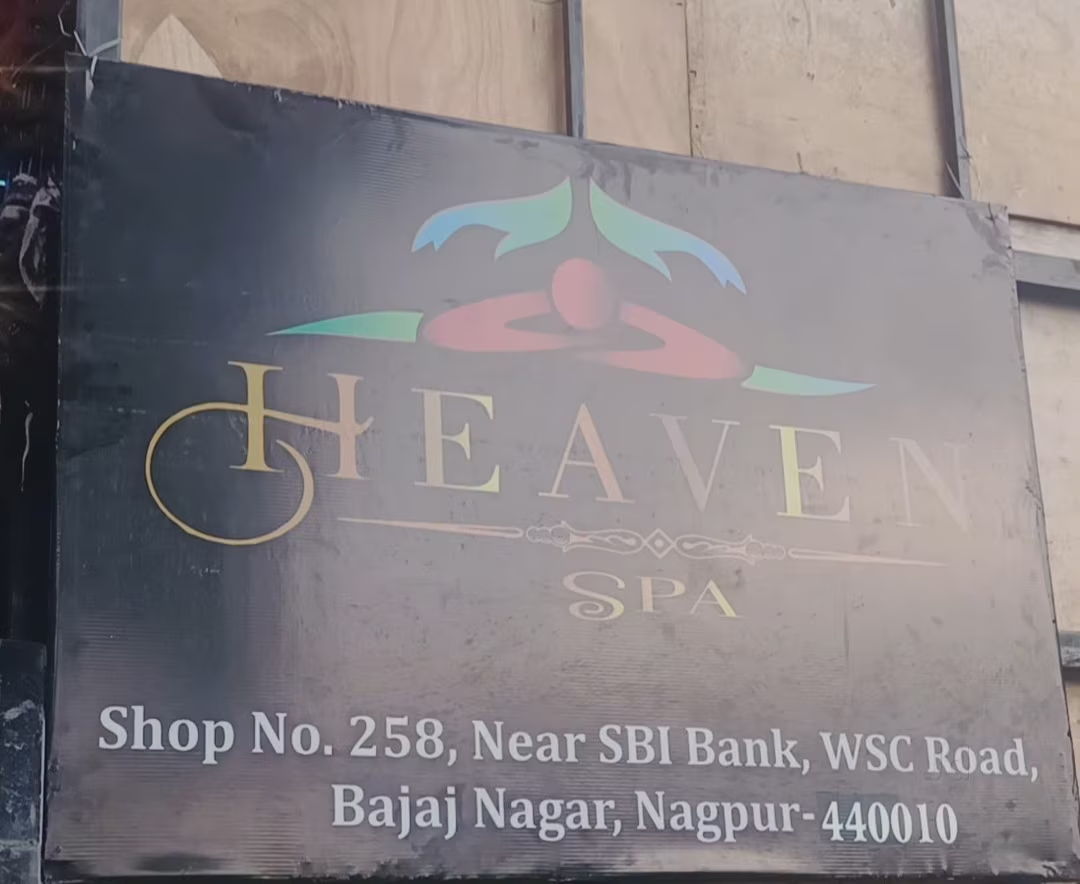 HEAVEN
SPA
Shop No. 258, Near SBI Bank, WSC Road,
Bajaj Nagar, Nagpur-440010